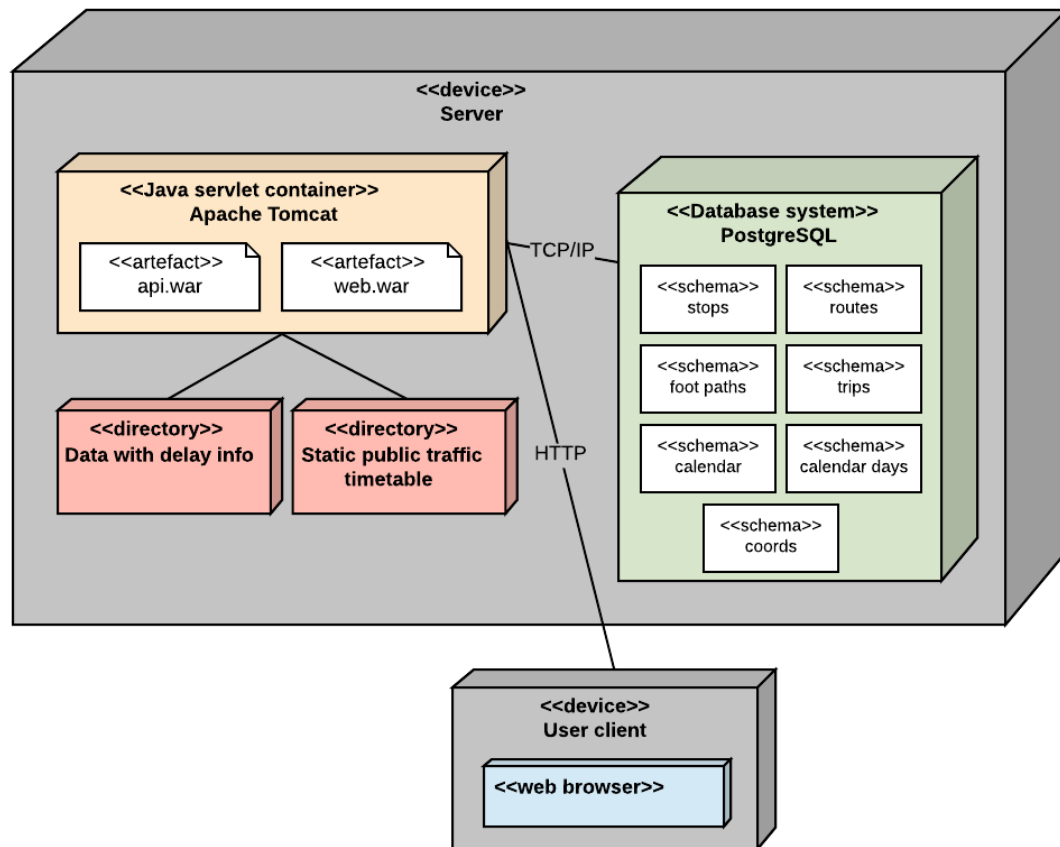 <<device>>
Server
<<Java servlet container>>
Apache Tomcat
<<artefact>>
api.war
<<artefact>>
web.war
TCP/IP
<<Database system>>
PostgreSQL
<<schema>>
stops
<<schema>>
routes
<<schema>>
foot paths
<<schema>>
trips
<<schema>>
calendar
<<schema>>
calendar days
<<schema>>
coords
<<directory>>
Data with delay info
<<directory>>
Static public traffic
timetable
HTTP
<<device>>
User client
<<web browser>>